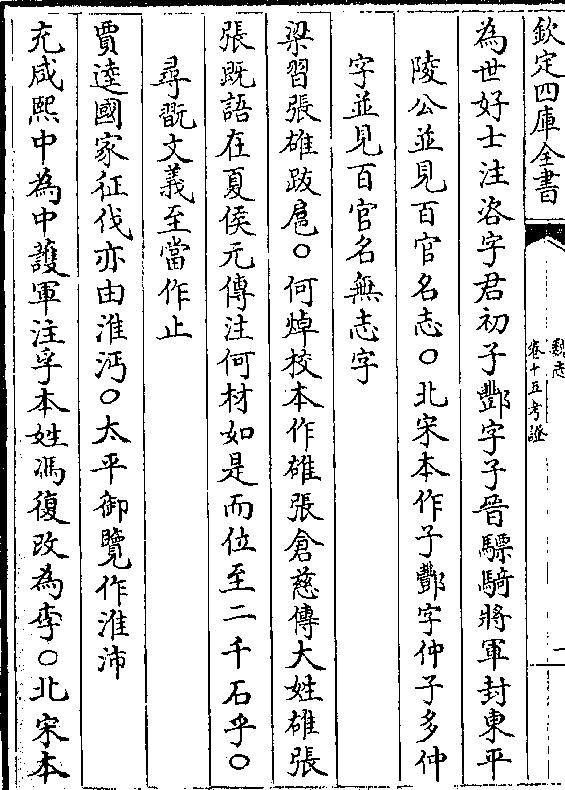 欽定四庫全書
魏志
卷十五考證
一
為世好士注洛字君初子酆字子晉驃騎將軍封東平
陵公並見百官名志○北宋本作子酆字仲子多仲
字並見百官名無志字
梁習張雄跋扈○何焯校本作雄張倉慈傳大姓雄張
張既語在夏侯元傳注何材如是而位至二千石乎○
尋翫文義至當作止
賈逵國家征伐亦由淮沔○太平御覽作淮沛
充咸熙中為中護軍注孚本姓馮復改為李○北宋本